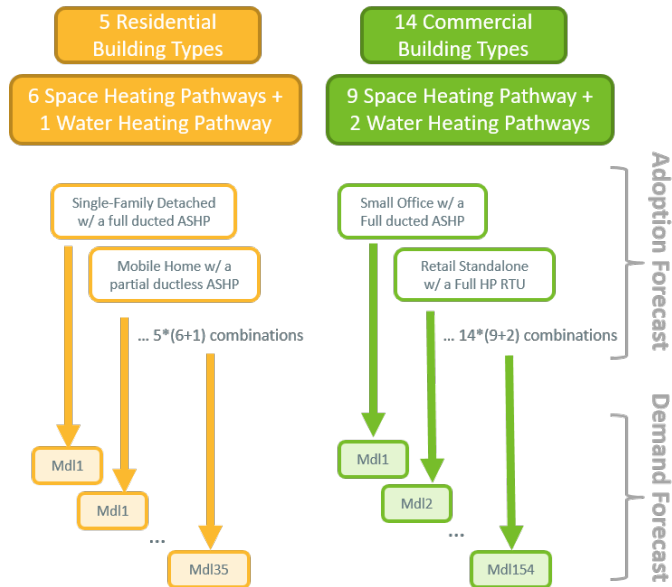 5 Residential
Building Types
14 Commercial
Building Types
6 Space Heating Pathways +
1 Water Heating Pathway
9 Space Heating Pathway +
2 Water Heating Pathways
Single-Family Detached
w/ a full ducted ASHP
Mobile Home w/ a
partial ductless ASHP
... 5*(6+1) combinations
Mdl1
Mdl1
...
Mdl35
Small Office w/ a
Full ducted ASHP
Retail Standalone
w/ a Full HP RTU
... 14*(9+2) combinations
Mdl1
Mdl2
...
Mdl154
Adoption Forecast
Demand Forecast